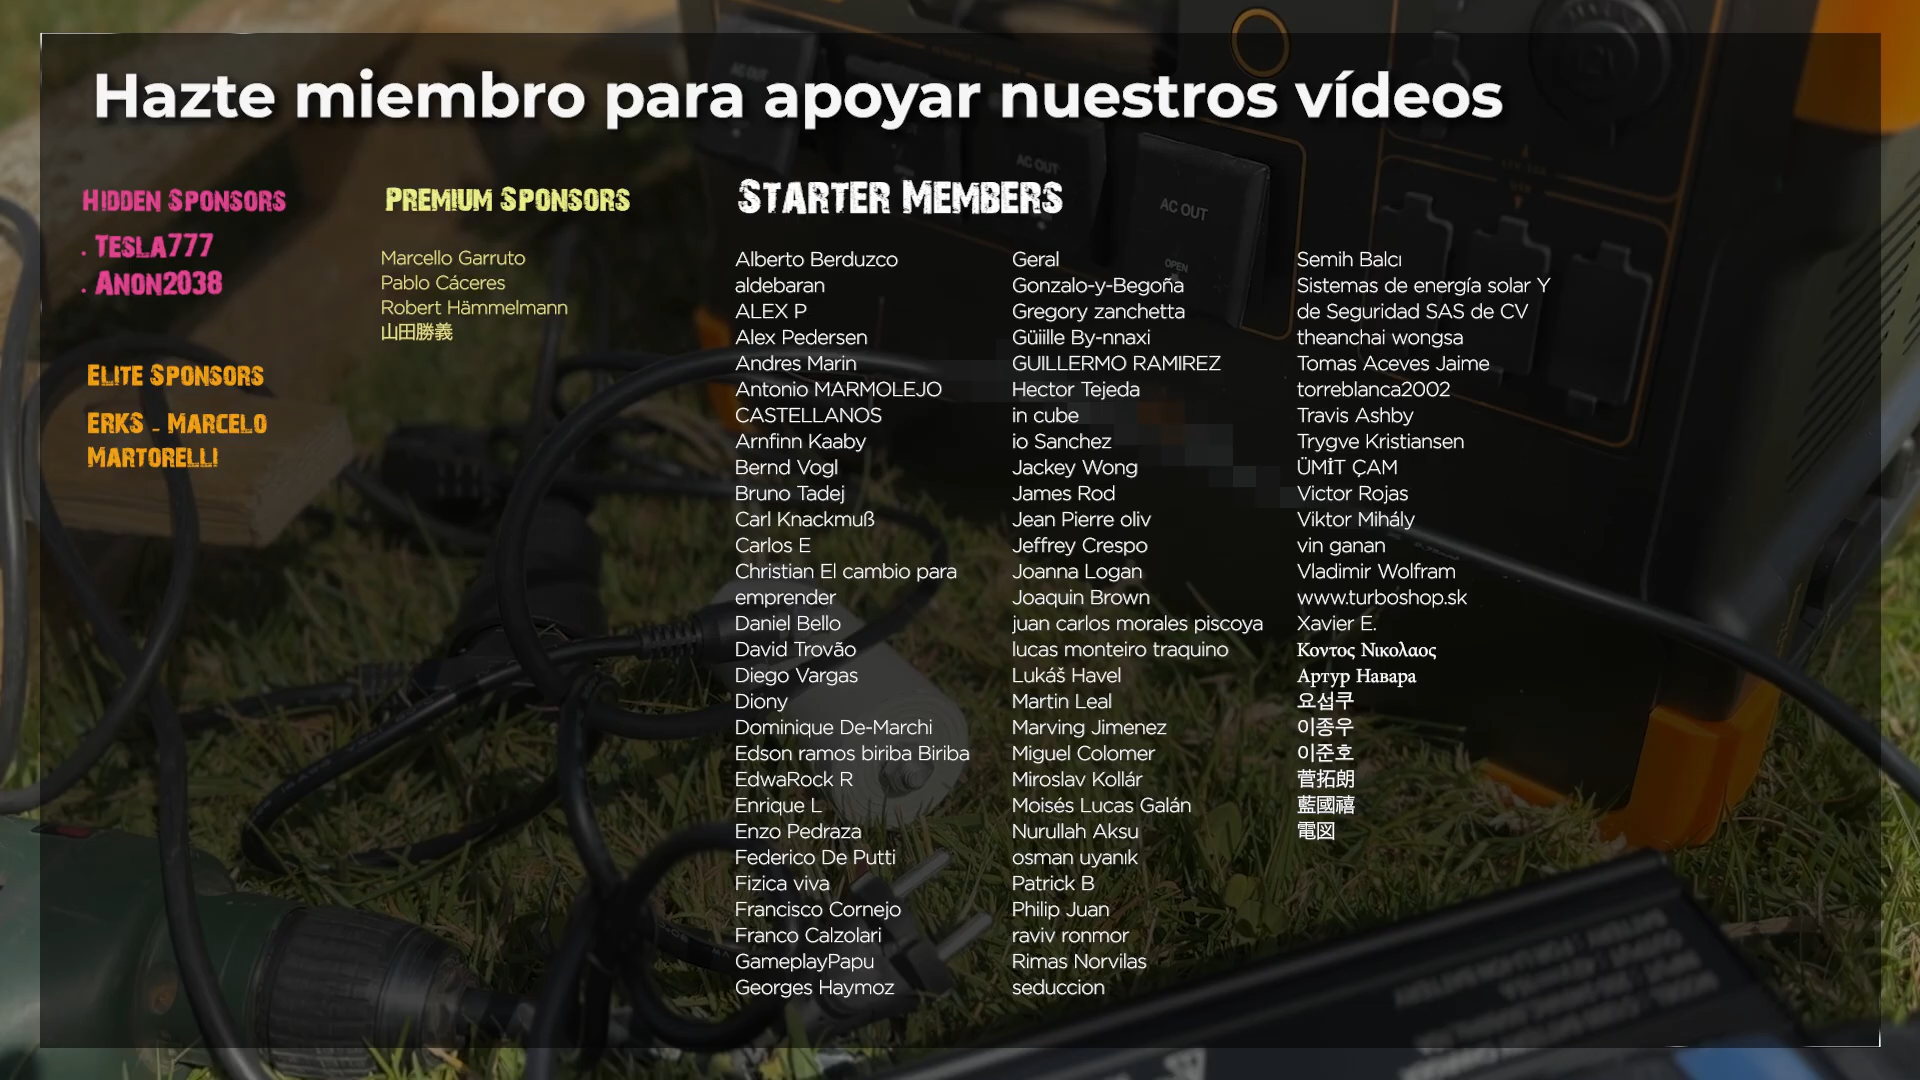 Hazte miembro para apoyar nuestros vídeos
Hidden Sponsors
. Tesla777
. Anon2038
Elite Sponsors
ERKS - Marcelo
Martorelli
Premium Sponsors
Marcello Garruto
Pablo Cáceres
Robert Hämmelmann
山田勝義
Starter Members
Alberto Berduzco
aldebaran
ALEX P
Alex Pedersen
Andres Marin
Antonio MARMOLEJO
CASTELLANOS
Arnfinn Kaaby
Bernd Vogl
Bruno Tadej
Carl Knackmuß
Carlos E
Christian El cambio para
emprender
Daniel Bello
David Trovão
Diego Vargas
Diony
Dominique De-Marchi
Edson ramos biriba Biriba
EdwaRock R
Enrique L
Enzo Pedraza
Federico De Putti
Fizica viva
Francisco Cornejo
Franco Calzolari
GameplayPapu
Georges Haymoz
Geral
Gonzalo-y-Begoña
Gregory zanchetta
Güiille By-nnaxi
GUILLERMO RAMIREZ
Hector Tejeda
in cube
io Sanchez
Jackey Wong
James Rod
Jean Pierre oliv
Jeffrey Crespo
Joanna Logan
Joaquin Brown
juan carlos morales piscoya
lucas monteiro traquino
Lukáš Havel
Martin Leal
Marving Jimenez
Miguel Colomer
Miroslav Kollár
Moisés Lucas Galán
Nurullah Aksu
osman uyanık
Patrick B
Philip Juan
raviv ronmor
Rimas Norvilas
seduccion
Semih Balcı
Sistemas de energía solar Y
de Seguridad SAS de CV
theanchai wongsa
Tomas Aceves Jaime
torreblanca2002
Travis Ashby
Trygve Kristiansen
ÜMİT ÇAM
Victor Rojas
Viktor Mihály
vin ganan
Vladimir Wolfram
www.turboshop.sk
Xavier E.
Κοντος Νικολαος
Артур Навара
요섭쿠
이종우
이준호
菅拓朗
藍國禧
電図
AC OUT
AC OUT
AC OUT
OPEN